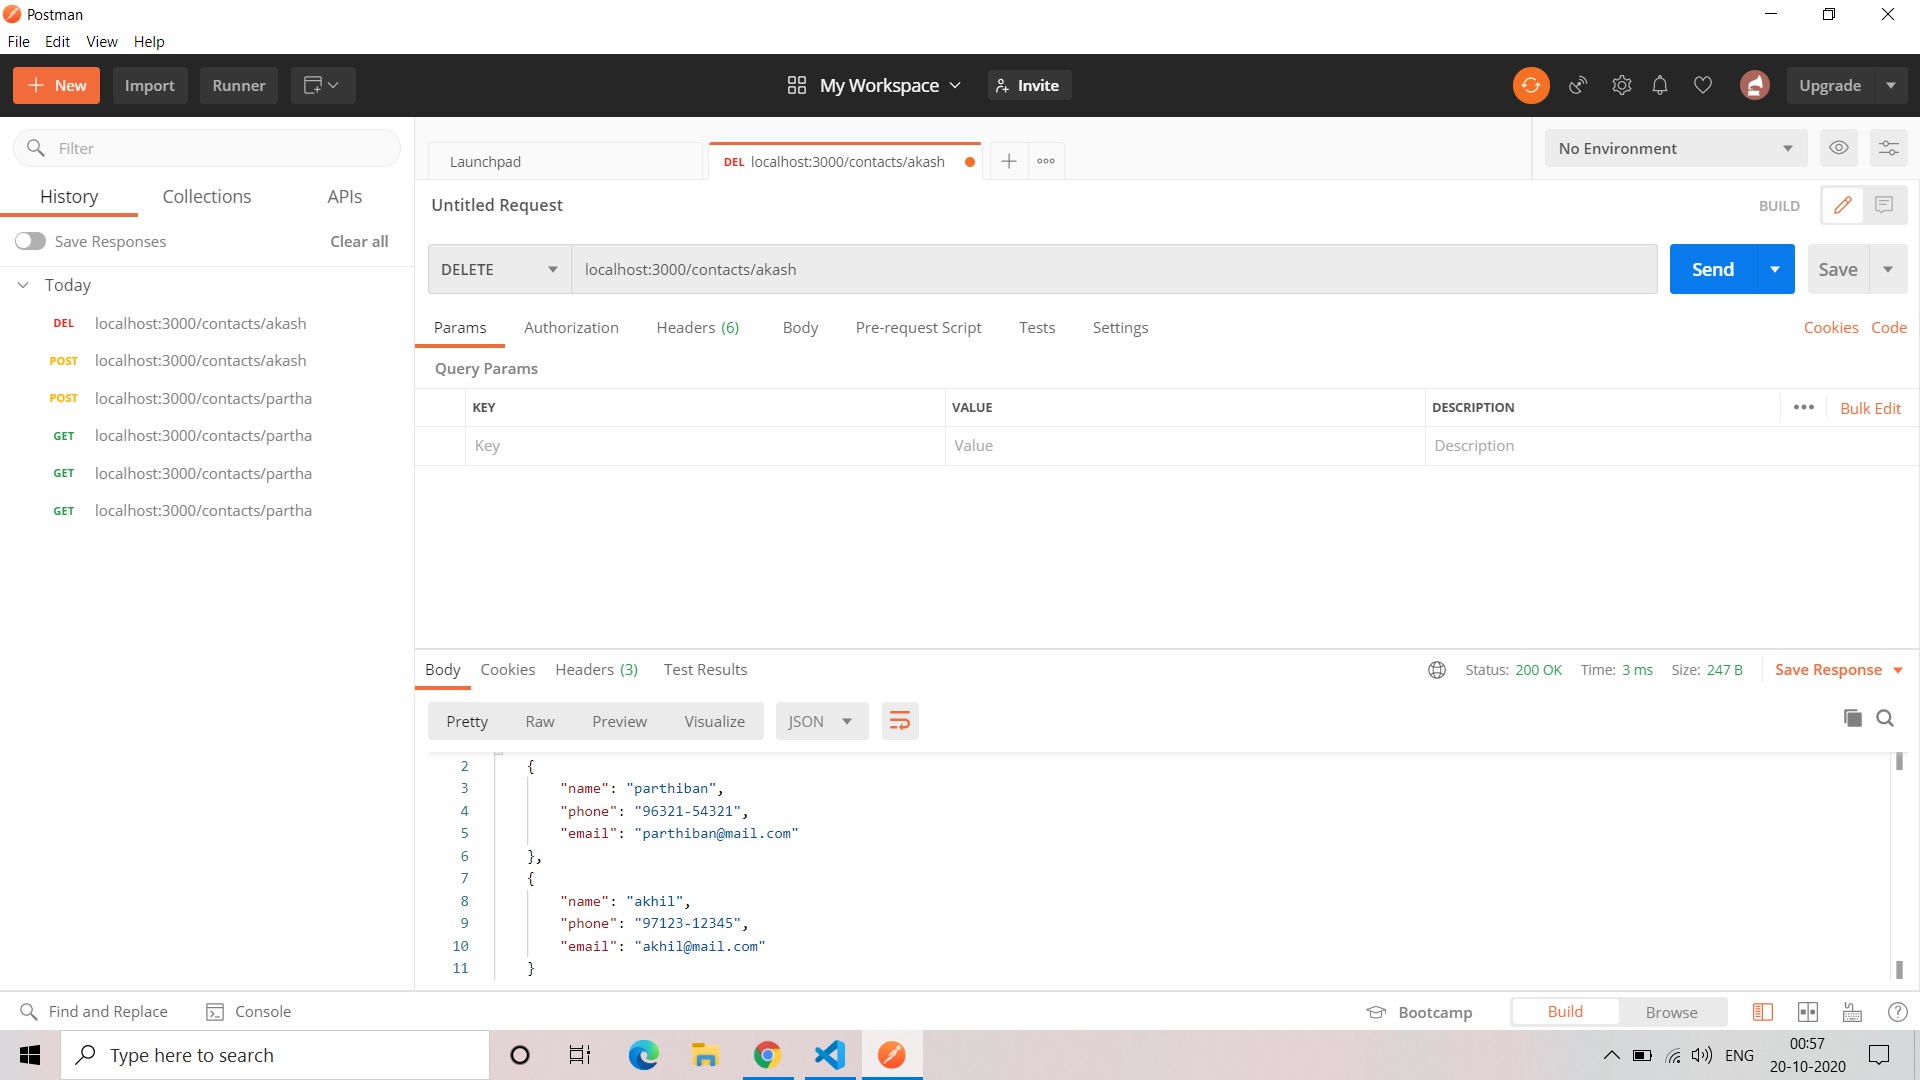 Postman
File Edit View Help
New Import Runner My Workspace Invite Upgrade
Filter
History Collections APIs
Save Responses Clear all
Today
DEL localhost:3000/contacts/akash
POST localhost:3000/contacts/akash
POST localhost:3000/contacts/partha
GET localhost:3000/contacts/partha
GET localhost:3000/contacts/partha
GET localhost:3000/contacts/partha
Launchpad DEL localhost:3000/contacts/akash No Environment
Untitled Request BUILD
DELETE localhost:3000/contacts/akash Send Save
Params Authorization Headers (6) Body Pre-request Script Tests Settings Cookies Code
Query Params
KEY VALUE DESCRIPTION Bulk Edit
Key Value Description
Body Cookies Headers (3) Test Results Status: 200 OK Time: 3 ms Size: 247 B Save Response
Pretty Raw Preview Visualize JSON
2 {
3 "name": "parthiban",
4 "phone": "96321-54321",
5 "email": "parthiban@mail.com"
6 },
7 {
8 "name": "akhil",
9 "phone": "97123-12345",
10 "email": "akhil@mail.com"
11 }
Find and Replace Console Bootcamp Build Browse
Type here to search ENG 00:57
20-10-2020